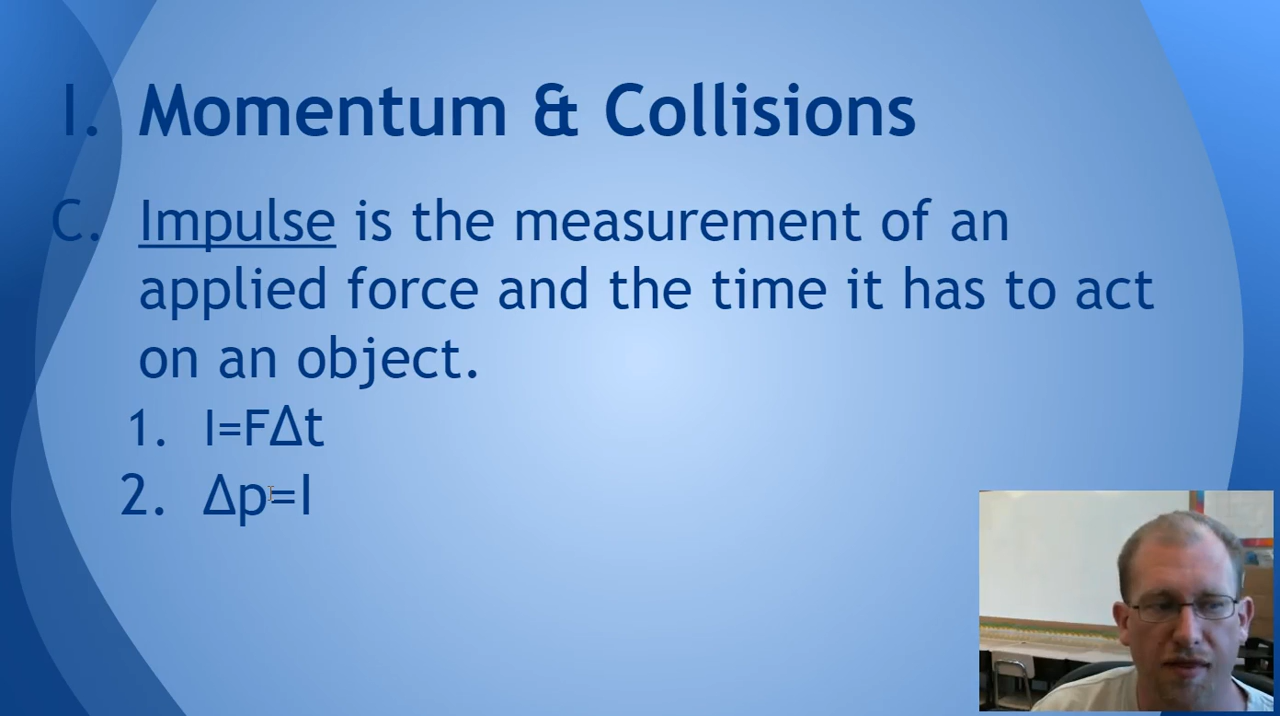 I. Momentum & Collisions
C. Impulse is the measurement of an
applied force and the time it has to act
on an object.
1. I=FΔt
2. Δp=I